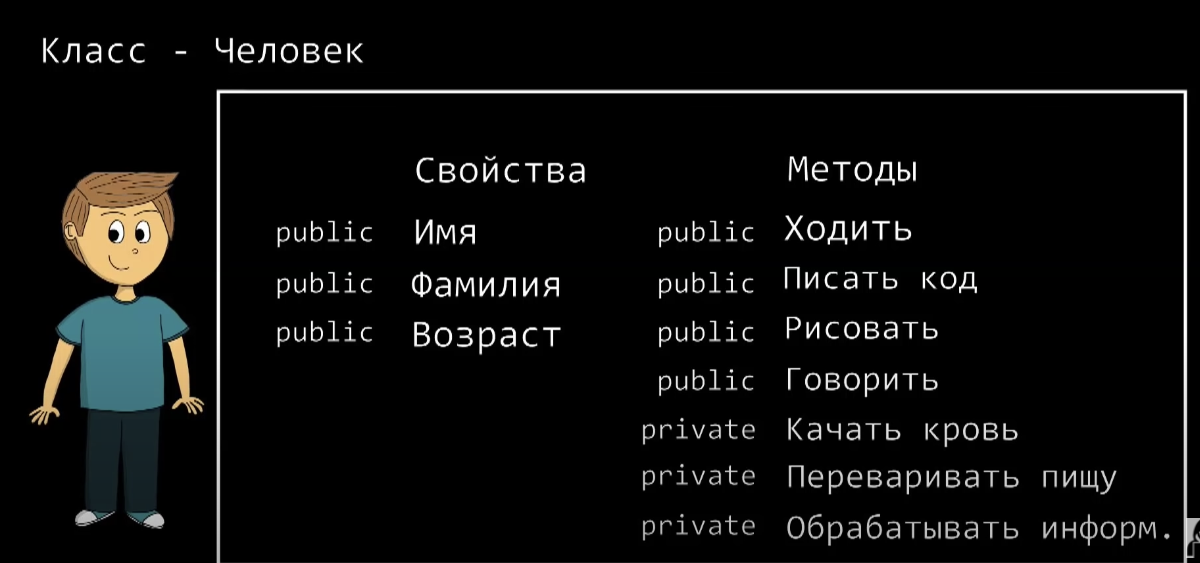 Класс - Человек
Свойства Методы
public Имя public Ходить
public Фамилия public Писать код
public Возраст public Рисовать
public Говорить
private Качать кровь
private Переваривать пищу
private Обрабатывать информ.